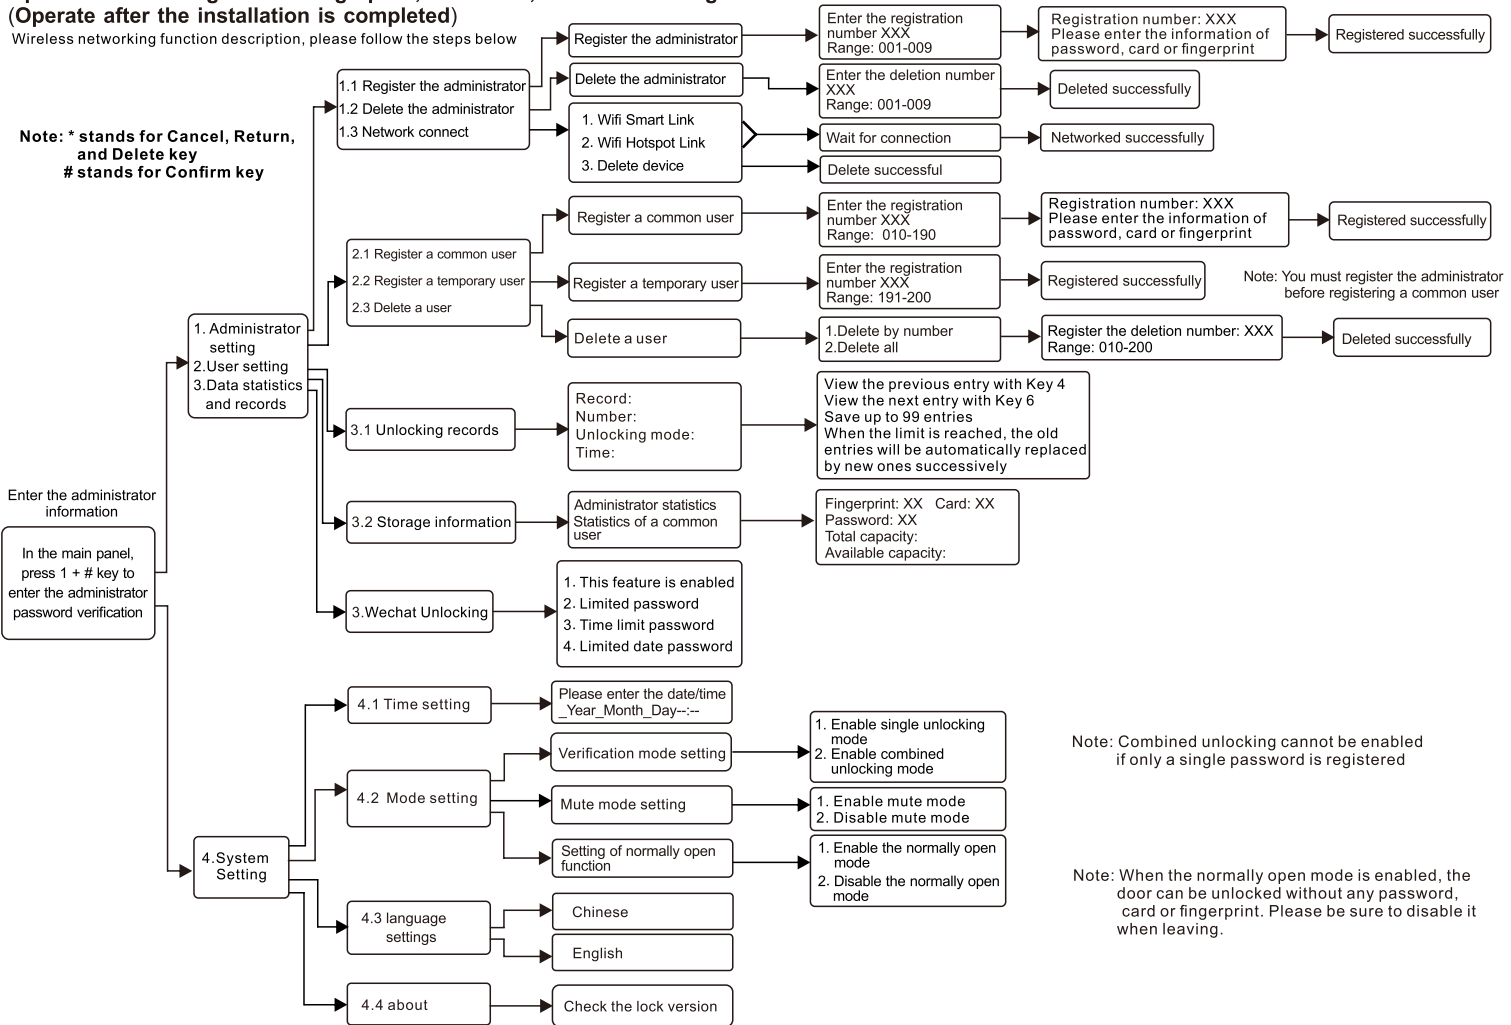 (Operate after the installation is completed)
Wireless networking function description, please follow the steps below
Note: * stands for Cancel, Return,
and Delete key
# stands for Confirm key
Enter the administrator
information
In the main panel,
press 1 + # key to
enter the administrator
password verification
1. Administrator
setting
2.User setting
3.Data statistics
and records
1.1 Register the administrator
1.2 Delete the administrator
1.3 Network connect
Register the administrator
Enter the registration
number XXX
Range: 001-009
Registration number: XXX
Please enter the information of
password, card or fingerprint
Registered successfully
Delete the administrator
Enter the deletion number
XXX
Range: 001-009
Deleted successfully
1. Wifi Smart Link
2. Wifi Hotspot Link
3. Delete device
Wait for connection
Networked successfully
Delete successful
2.1 Register a common user
2.2 Register a temporary user
2.3 Delete a user
Register a common user
Enter the registration
number XXX
Range: 010-190
Registration number: XXX
Please enter the information of
password, card or fingerprint
Registered successfully
Register a temporary user
Enter the registration
number XXX
Range: 191-200
Registered successfully
Note: You must register the administrator
before registering a common user
Delete a user
1.Delete by number
2.Delete all
Register the deletion number: XXX
Range: 010-200
Deleted successfully
3.1 Unlocking records
Record:
Number:
Unlocking mode:
Time:
View the previous entry with Key 4
View the next entry with Key 6
Save up to 99 entries
When the limit is reached, the old
entries will be automatically replaced
by new ones successively
3.2 Storage information
Administrator statistics
Statistics of a common
user
Fingerprint: XX Card: XX
Password: XX
Total capacity:
Available capacity:
3.Wechat Unlocking
1. This feature is enabled
2. Limited password
3. Time limit password
4. Limited date password
4.System
Setting
4.1 Time setting
Please enter the date/time
_Year_Month_Day--:--
4.2 Mode setting
Verification mode setting
1. Enable single unlocking
mode
2. Enable combined
unlocking mode
Note: Combined unlocking cannot be enabled
if only a single password is registered
Mute mode setting
1. Enable mute mode
2. Disable mute mode
Setting of normally open
function
1. Enable the normally open
mode
2. Disable the normally open
mode
Note: When the normally open mode is enabled, the
door can be unlocked without any password,
card or fingerprint. Please be sure to disable it
when leaving.
4.3 language
settings
Chinese
English
4.4 about
Check the lock version